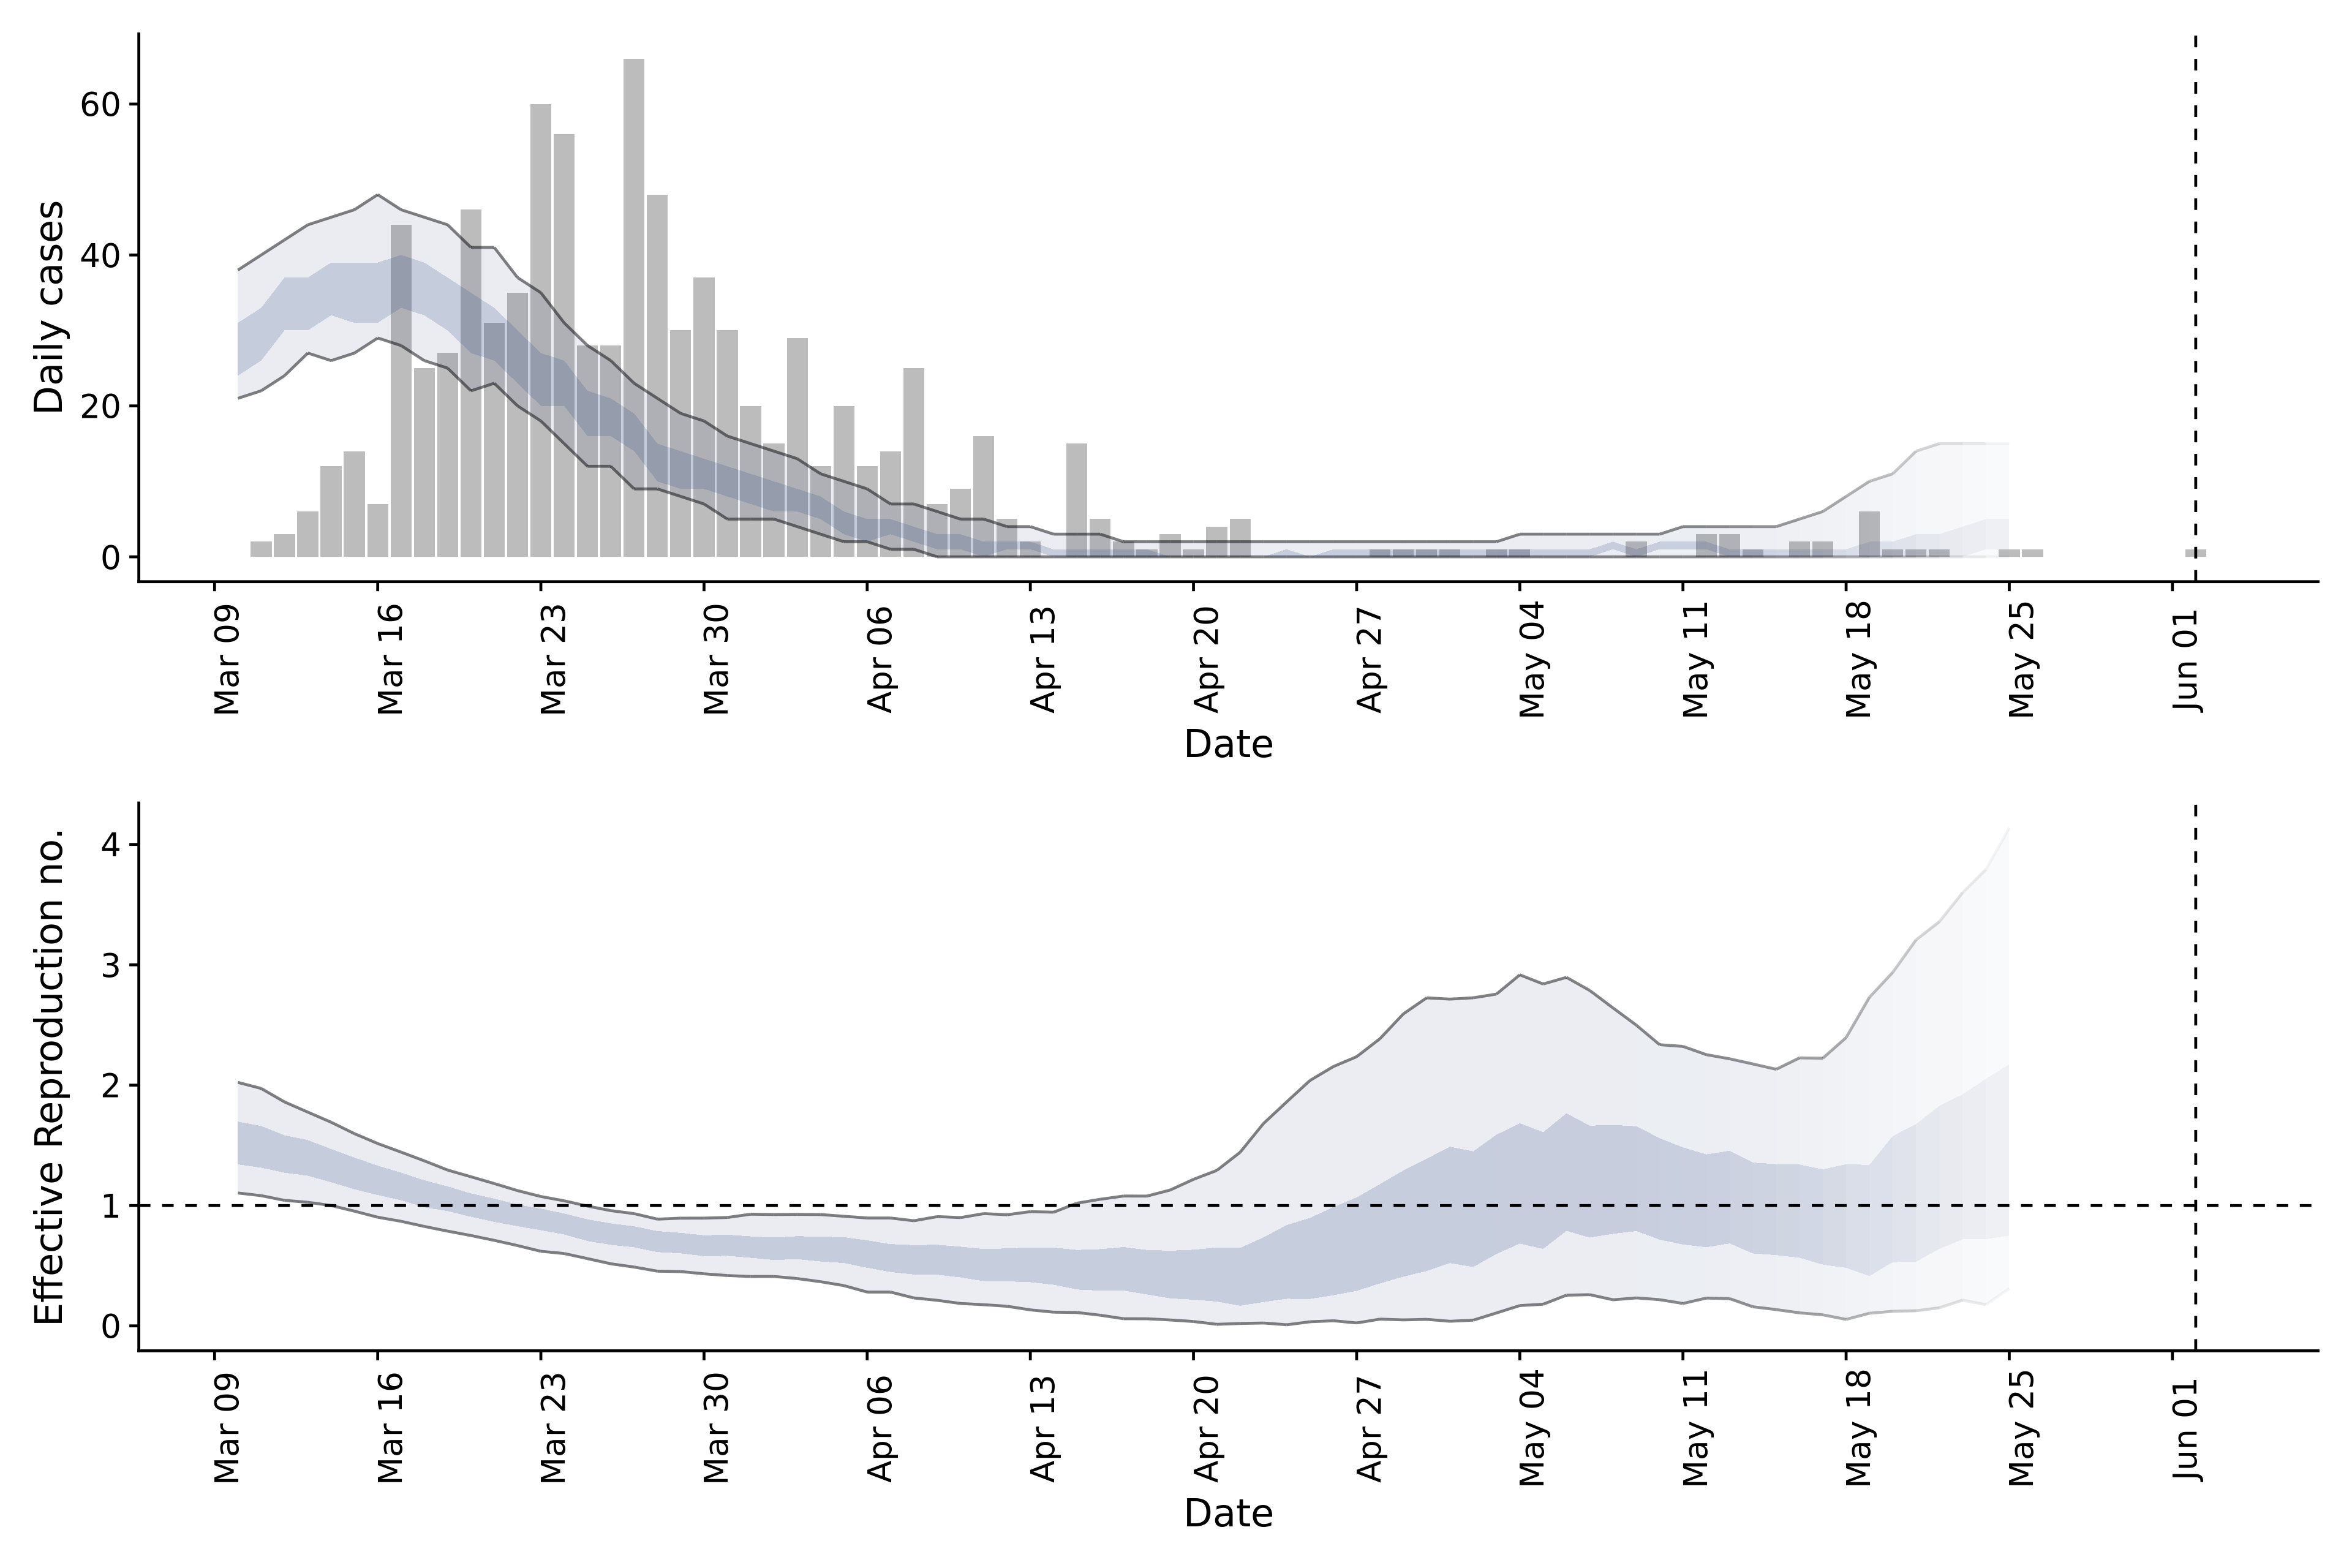 Daily cases
60
40
20
0
Mar 09
Mar 16
Mar 23
Mar 30
Apr 06
Apr 13
Apr 20
Apr 27
May 04
May 11
May 18
May 25
Jun 01
Date
Effective Reproduction no.
4
3
2
1
0
Mar 09
Mar 16
Mar 23
Mar 30
Apr 06
Apr 13
Apr 20
Apr 27
May 04
May 11
May 18
May 25
Jun 01
Date